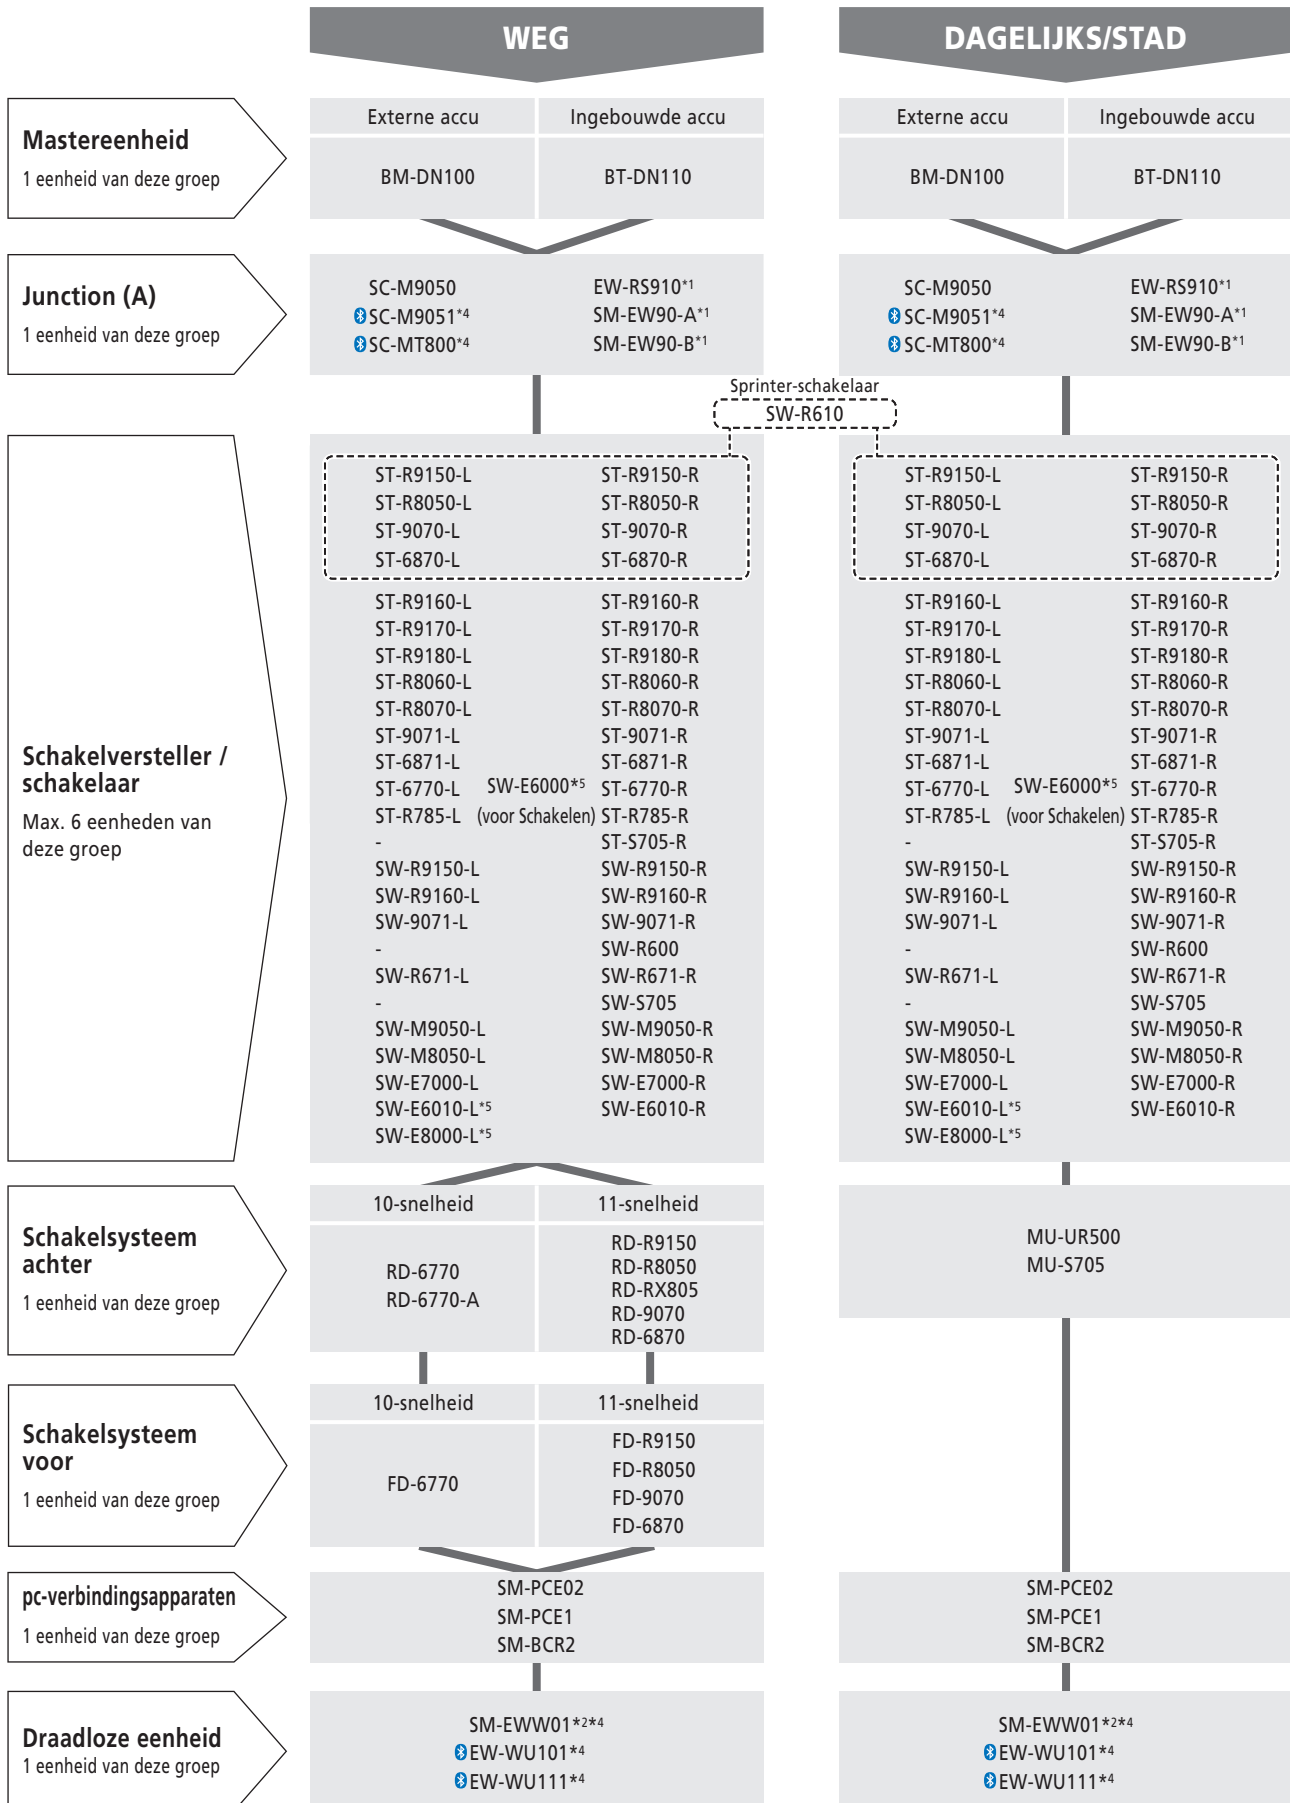 WEG
DAGELIJKS/STAD
Mastereenheid
1 eenheid van deze groep
Externe accu
Ingebouwde accu
BM-DN100
BT-DN110
Externe accu
Ingebouwde accu
BM-DN100
BT-DN110
Junction (A)
1 eenheid van deze groep
SC-M9050
EW-RS910*1
SC-M9051*4
SM-EW90-A*1
SC-MT800*4
SM-EW90-B*1
SC-M9050
EW-RS910*1
SC-M9051*4
SM-EW90-A*1
SC-MT800*4
SM-EW90-B*1
Sprinter-schakelaar
SW-R610
Schakelversteller /
schakelaar
Max. 6 eenheden van
deze groep
ST-R9150-L
ST-R9150-R
ST-R8050-L
ST-R8050-R
ST-9070-L
ST-9070-R
ST-6870-L
ST-6870-R
ST-R9160-L
ST-R9160-R
ST-R9170-L
ST-R9170-R
ST-R9180-L
ST-R9180-R
ST-R8060-L
ST-R8060-R
ST-R8070-L
ST-R8070-R
ST-9071-L
ST-9071-R
ST-6871-L
ST-6871-R
ST-6770-L
SW-E6000*5
ST-6770-R
ST-R785-L
(voor Schakelen)
ST-R785-R
-
ST-S705-R
SW-R9150-L
SW-R9150-R
SW-R9160-L
SW-R9160-R
SW-9071-L
SW-9071-R
-
SW-R600
SW-R671-L
SW-R671-R
-
SW-S705
SW-M9050-L
SW-M9050-R
SW-M8050-L
SW-M8050-R
SW-E7000-L
SW-E7000-R
SW-E6010-L*5
SW-E6010-R
SW-E8000-L*5
ST-R9150-L
ST-R9150-R
ST-R8050-L
ST-R8050-R
ST-9070-L
ST-9070-R
ST-6870-L
ST-6870-R
ST-R9160-L
ST-R9160-R
ST-R9170-L
ST-R9170-R
ST-R9180-L
ST-R9180-R
ST-R8060-L
ST-R8060-R
ST-R8070-L
ST-R8070-R
ST-9071-L
ST-9071-R
ST-6871-L
ST-6871-R
ST-6770-L
SW-E6000*5
ST-6770-R
ST-R785-L
(voor Schakelen)
ST-R785-R
-
ST-S705-R
SW-R9150-L
SW-R9150-R
SW-R9160-L
SW-R9160-R
SW-9071-L
SW-9071-R
-
SW-R600
SW-R671-L
SW-R671-R
-
SW-S705
SW-M9050-L
SW-M9050-R
SW-M8050-L
SW-M8050-R
SW-E7000-L
SW-E7000-R
SW-E6010-L*5
SW-E6010-R
SW-E8000-L*5
Schakelsysteem
achter
1 eenheid van deze groep
10-snelheid
11-snelheid
RD-6770
RD-6770-A
RD-R9150
RD-R8050
RD-RX805
RD-9070
RD-6870
MU-UR500
MU-S705
Schakelsysteem
voor
1 eenheid van deze groep
10-snelheid
11-snelheid
FD-6770
FD-R9150
FD-R8050
FD-9070
FD-6870
pc-verbindingsapparaten
1 eenheid van deze groep
SM-PCE02
SM-PCE1
SM-BCR2
SM-PCE02
SM-PCE1
SM-BCR2
Draadloze eenheid
1 eenheid van deze groep
SM-EWW01*2*4
EW-WU101*4
EW-WU111*4
SM-EWW01*2*4
EW-WU101*4
EW-WU111*4